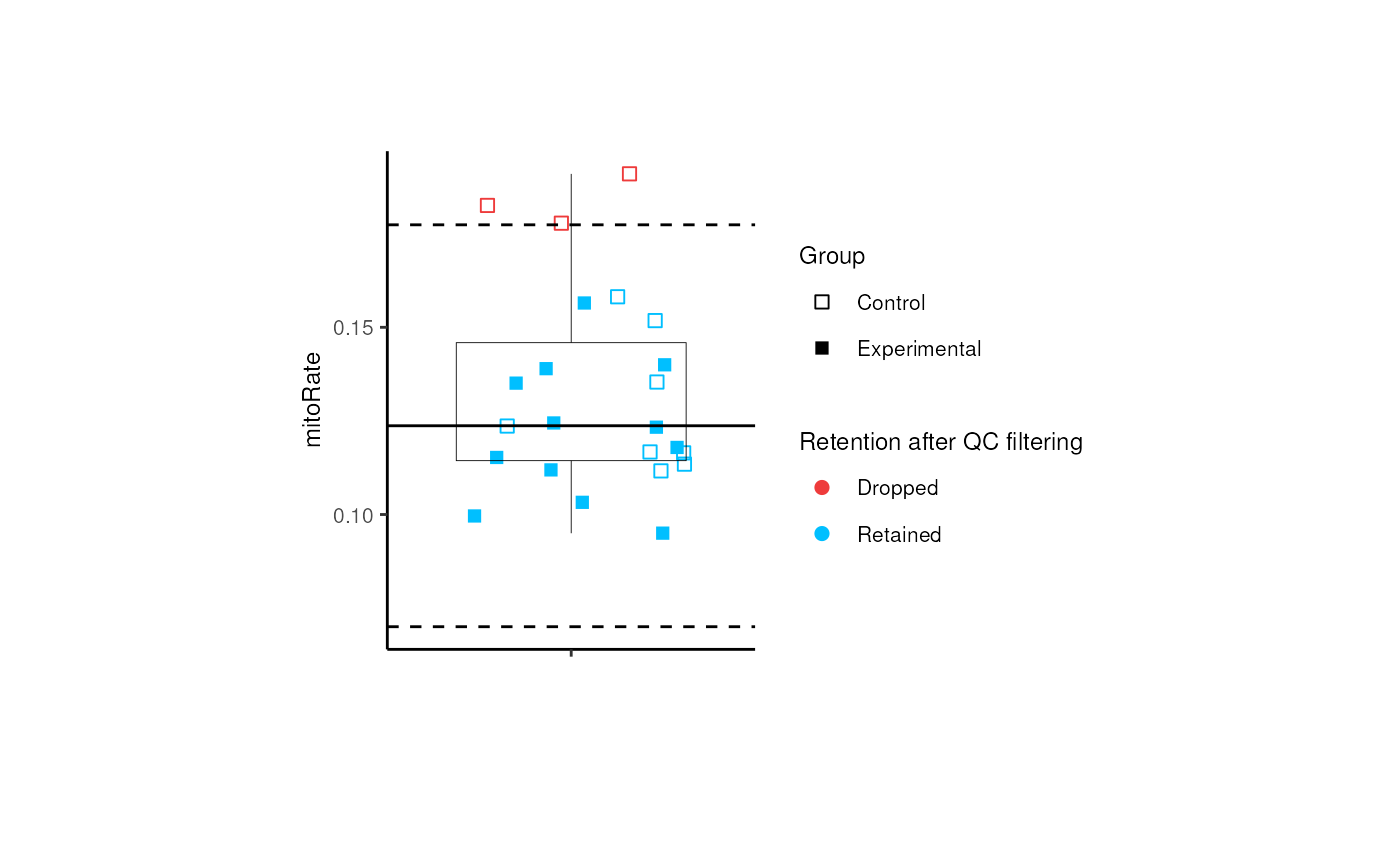 mitoRate
0.15
0.10
Group
Control
Experimental
Retention after QC filtering
Dropped
Retained